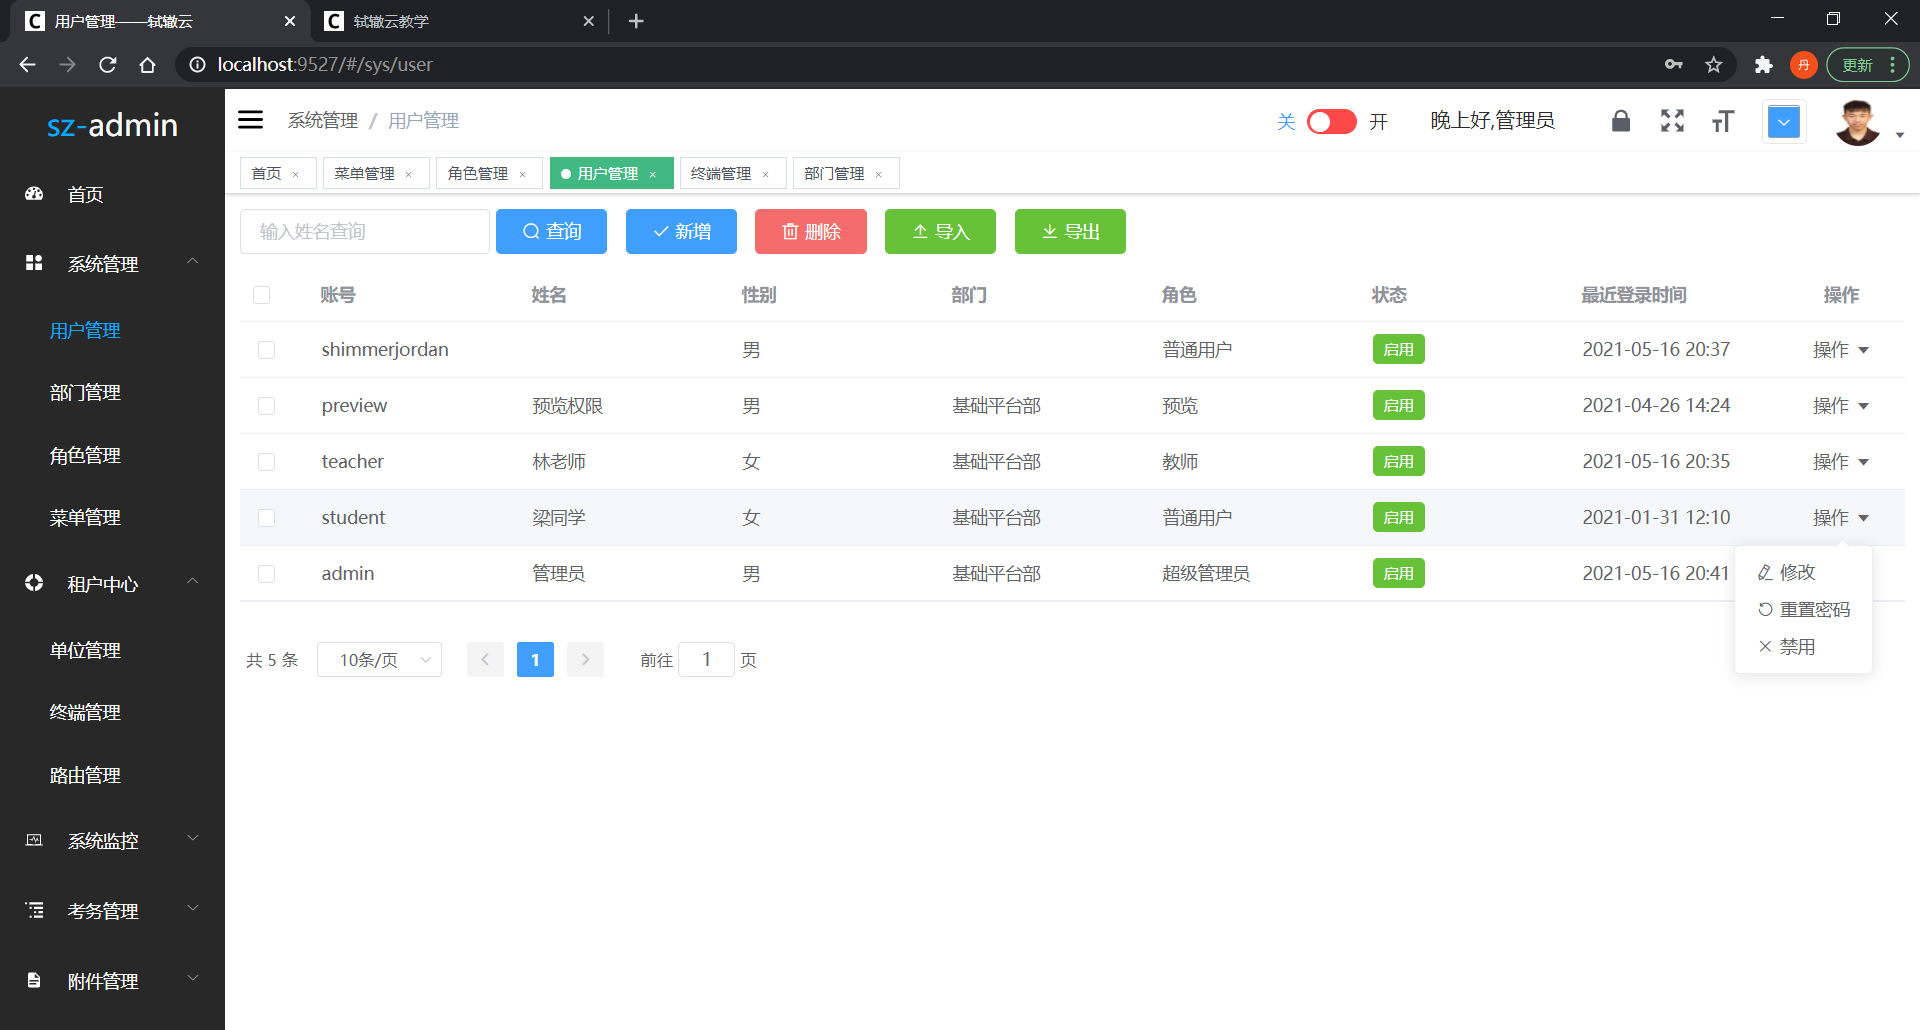 用户管理——轼辙云
轼辙云教学
localhost:9527/#/sys/user
丹
更新
sz-admin
系统管理 / 用户管理
关
开
晚上好,管理员
首页
菜单管理
角色管理
用户管理
终端管理
部门管理
首页
系统管理
用户管理
部门管理
角色管理
菜单管理
租户中心
单位管理
终端管理
路由管理
系统监控
考务管理
附件管理
输入姓名查询
查询
新增
删除
导入
导出
账号 姓名 性别 部门 角色 状态 最近登录时间 操作
shimmerjordan 男 普通用户 启用 2021-05-16 20:37 操作
preview 预览权限 男 基础平台部 预览 启用 2021-04-26 14:24 操作
teacher 林老师 女 基础平台部 教师 启用 2021-05-16 20:35 操作
student 梁同学 女 基础平台部 普通用户 启用 2021-01-31 12:10 操作
admin 管理员 男 基础平台部 超级管理员 启用 2021-05-16 20:41
修改
重置密码
禁用
共 5 条 10条/页 1 前往 1 页